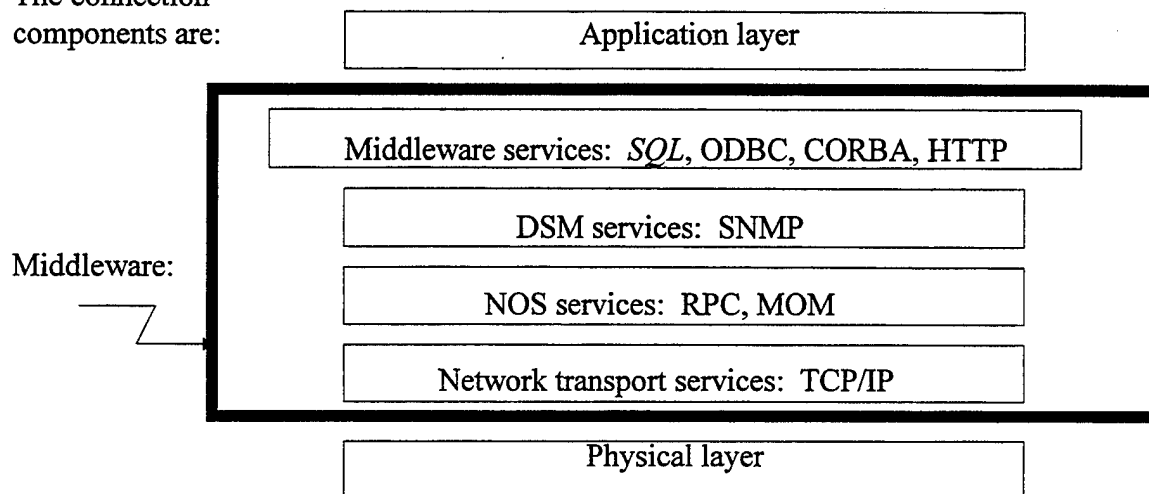 The connection
components are:
Application layer
Middleware services: SQL, ODBC, CORBA, HTTP
DSM services: SNMP
Middleware:
NOS services: RPC, MOM
Network transport services: TCP/IP
Physical layer